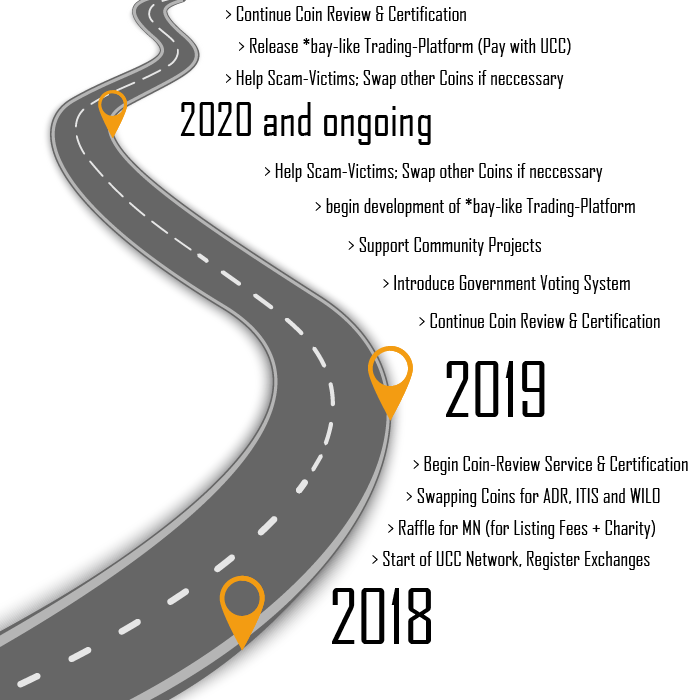 > Continue Coin Review & Certification
> Release *bay-like Trading-Platform (Pay with UCC)
> Help Scam-Victims; Swap other Coins if neccessary
2020 and ongoing
> Help Scam-Victims; Swap other Coins if neccessary
> begin development of *bay-like Trading-Platform
> Support Community Projects
> Introduce Government Voting System
> Continue Coin Review & Certification
2019
> Begin Coin-Review Service & Certification
> Swapping Coins for ADR, ITIS and WILO
> Raffle for MN (for Listing Fees + Charity)
> Start of UCC Network, Register Exchanges
2018